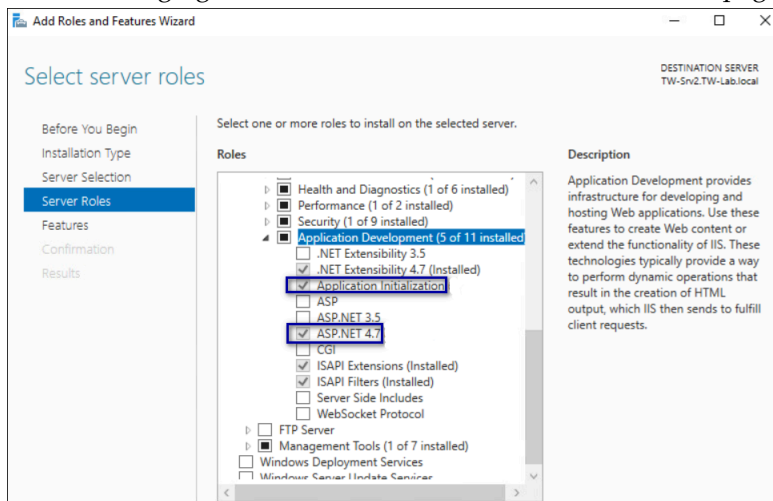 Add Roles and Features Wizard
Select server roles
DESTINATION SERVER
TW-Srv2.TW-Lab.local
Before You Begin
Installation Type
Server Selection
Server Roles
Features
Confirmation
Results
Select one or more roles to install on the selected server.
Roles
Health and Diagnostics (1 of 6 installed)
Performance (1 of 2 installed)
Security (1 of 9 installed)
Application Development (5 of 11 installed
.NET Extensibility 3.5
.NET Extensibility 4.7 (Installed)
Application Initialization
ASP
ASP.NET 3.5
ASP.NET 4.7
CGI
ISAPI Extensions (Installed)
ISAPI Filters (Installed)
Server Side Includes
WebSocket Protocol
FTP Server
Management Tools (1 of 7 installed)
Windows Deployment Services
Windows Server Update Services
Description
Application Development provides
infrastructure for developing and
hosting Web applications. Use these
features to create Web content or
extend the functionality of IIS. These
technologies typically provide a way
to perform dynamic operations that
result in the creation of HTML
output, which IIS then sends to fulfill
client requests.